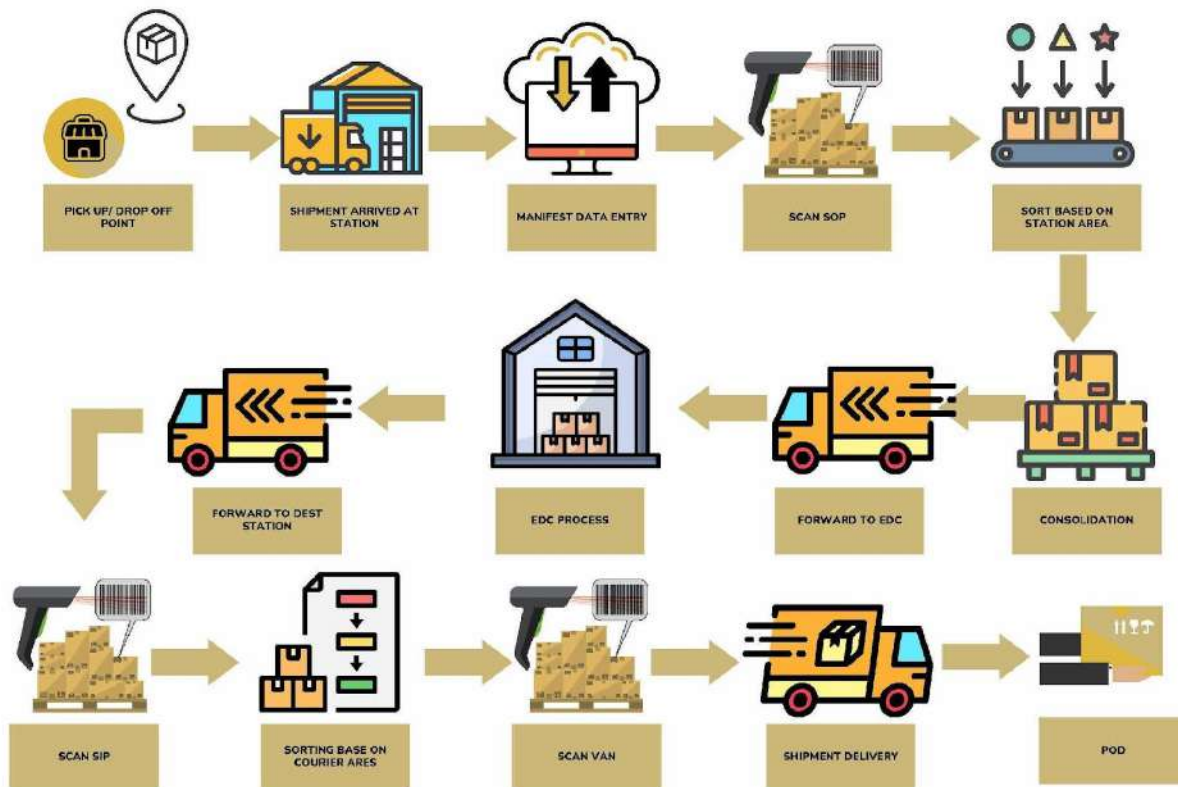 PICK UP/ DROP OFF
POINT
SHIPMENT ARRIVED AT
STATION
MANIFEST DATA ENTRY
SCAN SOP
SORT BASED ON
STATION AREA
FORWARD TO DEST
STATION
EDC PROCESS
FORWARD TO EDC
CONSOLIDATION
SCAN SIP
SORTING BASE ON
COURIER ARES
SCAN VAN
SHIPMENT DELIVERY
POD